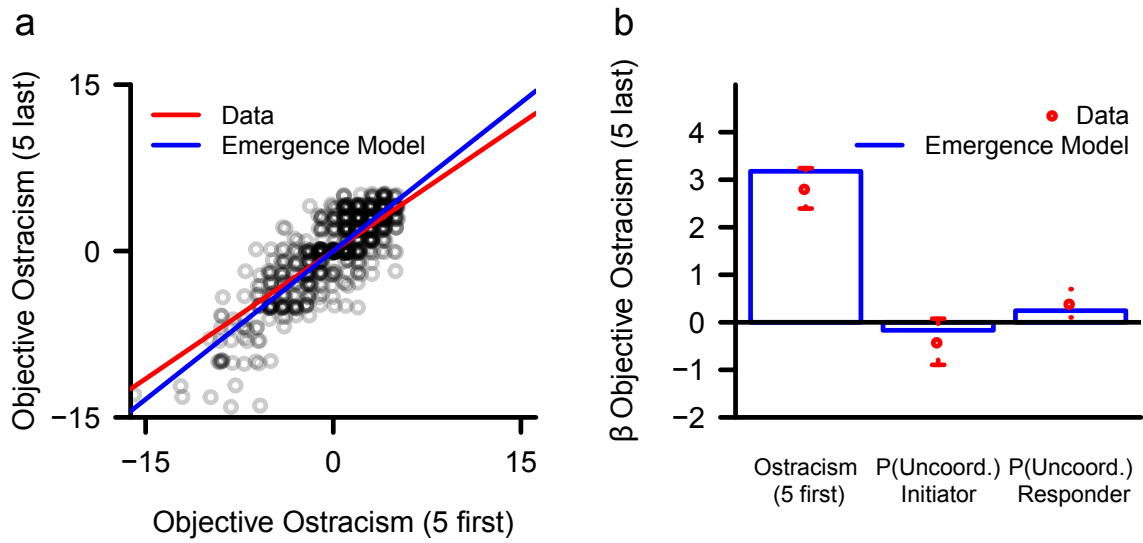 a
Objective Ostracism (5 last)
15
0
−15
Data
Emergence Model
−15
0
15
Objective Ostracism (5 first)
b
β Objective Ostracism (5 last)
4
3
2
1
0
−1
−2
Data
Emergence Model
Ostracism
(5 first)
P(Uncoord.)
Initiator
P(Uncoord.)
Responder